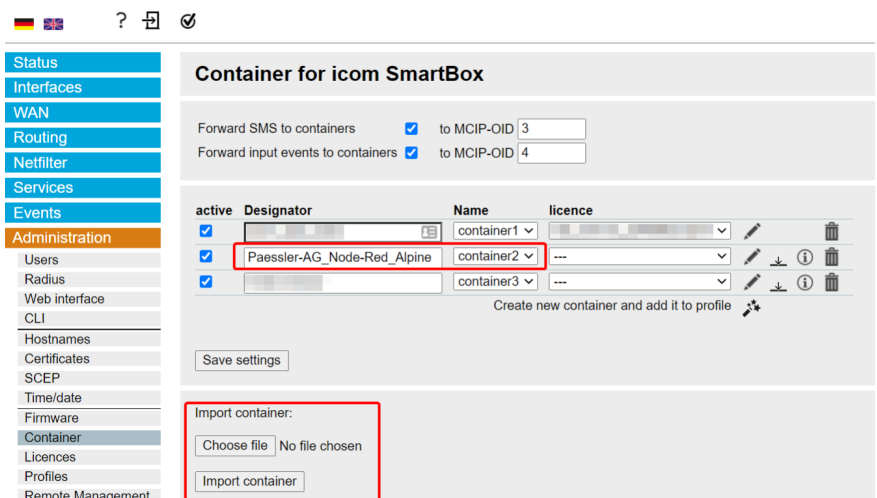 ?
Status
Interfaces
WAN
Routing
Netfilter
Services
Events
Administration
Users
Radius
Web interface
CLI
Hostnames
Certificates
SCEP
Time/date
Firmware
Container
Licences
Profiles
Remote Management
Container for icom SmartBox
Forward SMS to containers to MCIP-OID 3
Forward input events to containers to MCIP-OID 4
active Designator Name licence
container1
Paessler-AG_Node-Red_Alpine container2 ---
container3 ---
Create new container and add it to profile
Save settings
Import container:
Choose file No file chosen
Import container